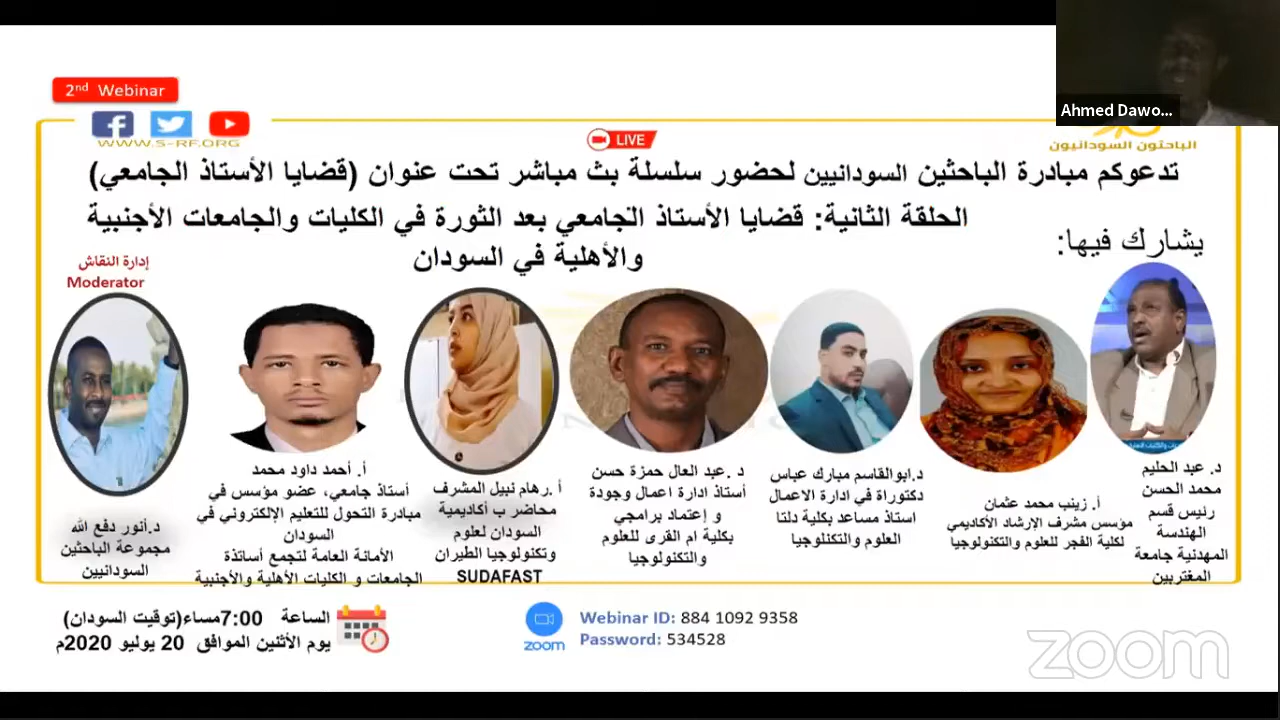 Ahmed Dawo...
2nd Webinar
WWW.S-RF.ORG
LIVE
الباحثون السودانيون
تدعوكم مبادرة الباحثين السودانيين لحضور سلسلة بث مباشر تحت عنوان (قضايا الأستاذ الجامعي)
الحلقة الثانية: قضايا الأستاذ الجامعي بعد الثورة في الكليات والجامعات الأجنبية
والأهلية في السودان
يشارك فيها:
إدارة النقاش
Moderator
د. عبد الحليم
محمد الحسن
رئيس قسم
الهندسة
المهدنية جامعة
المغتربين
أ. زينب محمد عثمان
مؤسس مشرف الإرشاد الأكاديمي
لكلية الفجر للعلوم والتكنولوجيا
د.ابوالقاسم مبارك عباس
دكتوراة في ادارة الاعمال
استاذ مساعد بكلية دلتا
العلوم والتكنلوجيا
د .عبد العال حمزة حسن
أستاذ ادارة اعمال وجودة
و إعتماد برامجي
بكلية ام القرى للعلوم
والتكنولوجيا
أ .رهام نبيل المشرف
محاضر ب أكاديمية
السودان لعلوم
وتكنولوجيا الطيران
SUDAFAST
أ. أحمد داود محمد
أستاذ جامعي، عضو مؤسس في
مبادرة التحول للتعليم الإلكتروني في
السودان
الأمانة العامة لتجمع أساتذة
الجامعات و الكليات الأهلية والأجنبية
د.أنور دفع الله
مجموعة الباحثين
السودانيين
الساعة 7:00مساء(توقيت السودان)
يوم الأثنين الموافق 20 يوليو 2020م
zoom
Webinar ID: 884 1092 9358
Password: 534528
zoom